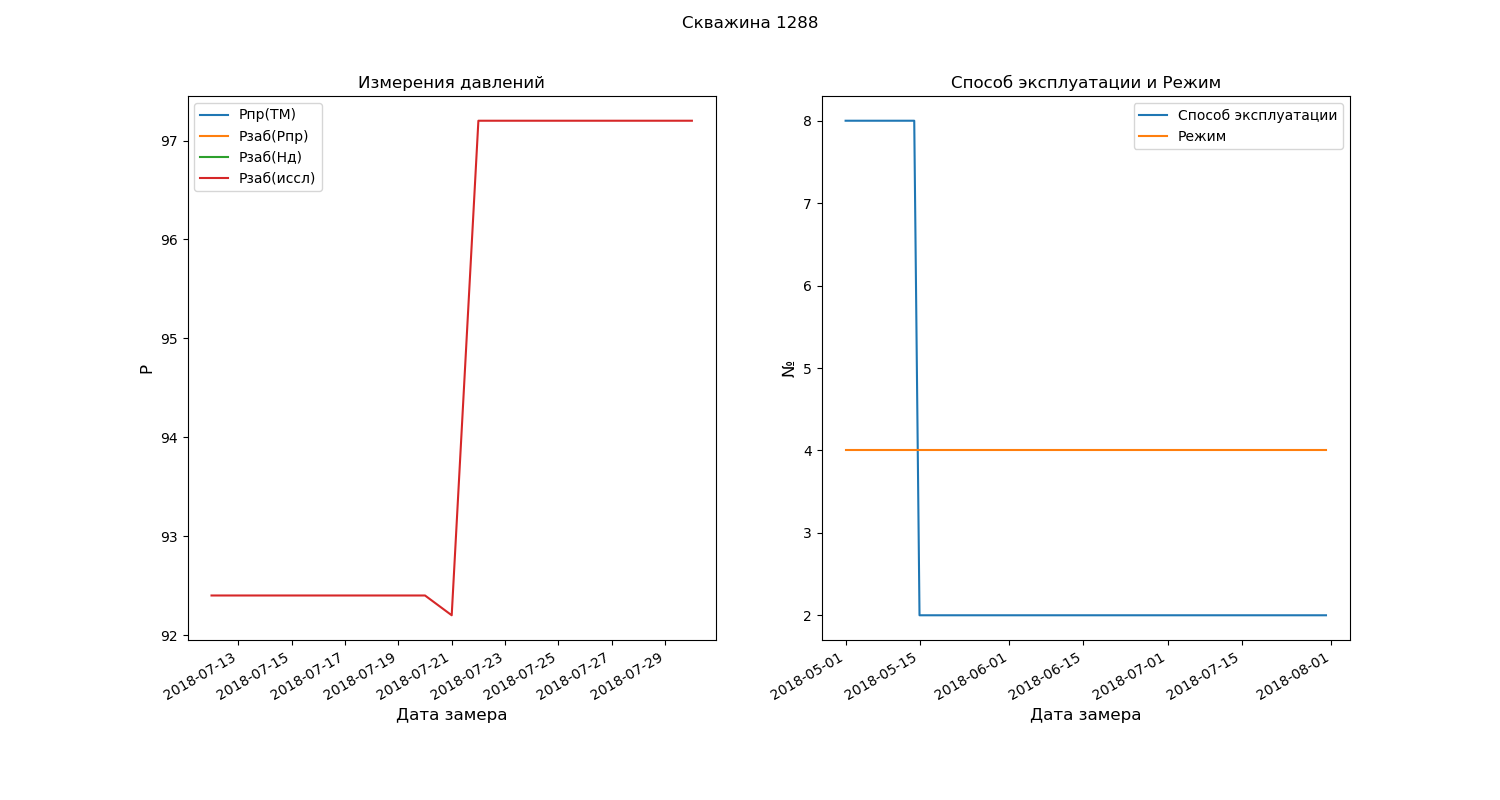 Скважина 1288
Измерения давлений
Рпр(ТМ)
Рзаб(Рпр)
Рзаб(Нд)
Рзаб(иссл)
97
96
95
94
93
92
Р
2018-07-13
2018-07-15
2018-07-17
2018-07-19
2018-07-21
2018-07-23
2018-07-25
2018-07-27
2018-07-29
Дата замера
Способ эксплуатации и Режим
Способ эксплуатации
Режим
8
7
6
5
4
3
2
№
2018-05-01
2018-05-15
2018-06-01
2018-06-15
2018-07-01
2018-07-15
2018-08-01
Дата замера